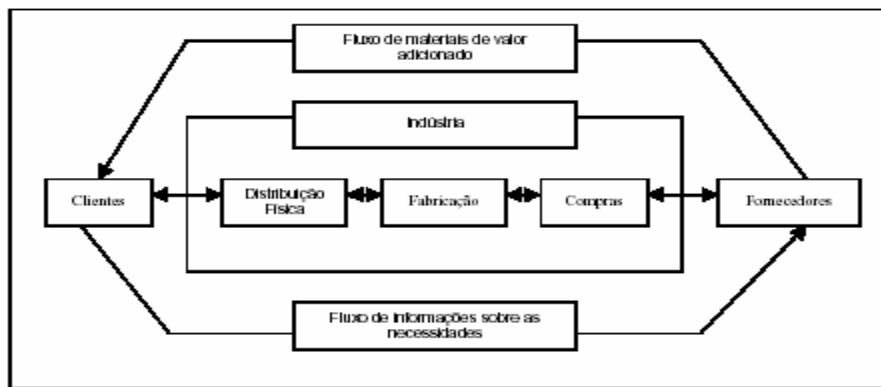 Fluxo de materiais de valor
adicionado
Indústria
Clientes
Distribuição
Física
Fabricação
Compras
Fornecedores
Fluxo de informações sobre as
necessidades